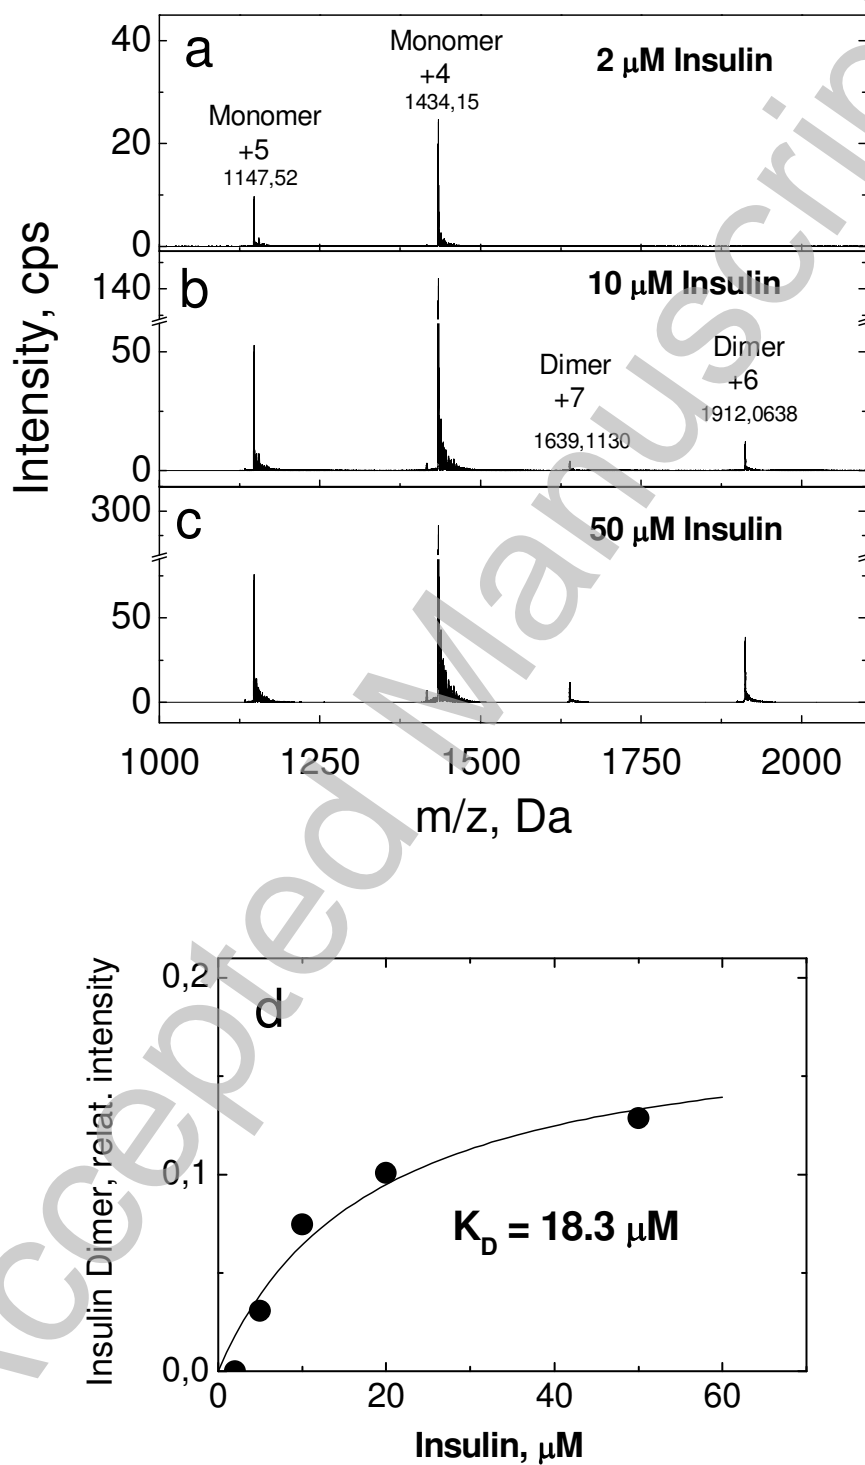 40
a
Monomer
+4
1434,15
2 μM Insulin
Monomer
+5
1147,52
20
0
Intensity, cps
140
b
10 μM Insulin
50
Dimer
+7
1639,1130
Dimer
+6
1912,0638
0
300
c
50 μM Insulin
50
0
1000 1250 1500 1750 2000
m/z, Da
0,2
d
Insulin Dimer, relat. intensity
0,1
K_D = 18.3 μM
0,0
0 20 40 60
Insulin, μM
Accepted Manuscrip